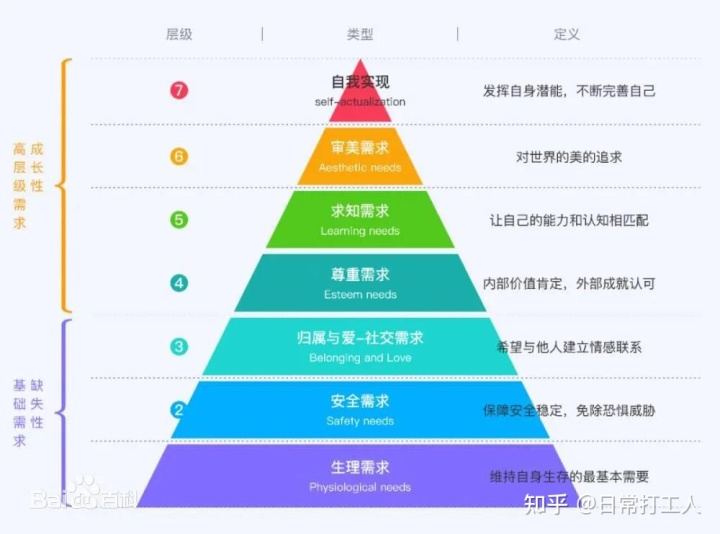 层级 | 类型 | 定义
7 自我实现 发挥自身潜能，不断完善自己
self-actualization
6 审美需求 对世界的美的追求
Aesthetic needs
5 求知需求 让自己的能力和认知相匹配
Learning needs
4 尊重需求 内部价值肯定，外部成就认可
Esteem needs
3 归属与爱-社交需求 希望与他人建立情感联系
Belonging and Love
2 安全需求 保障安全稳定，免除恐惧威胁
Safety needs
生理需求 维持自身生存的最基本需要
Physiological needs
成长性
高层级需求
缺失性
基础需求
Baidu百科
知乎 @日常打工人